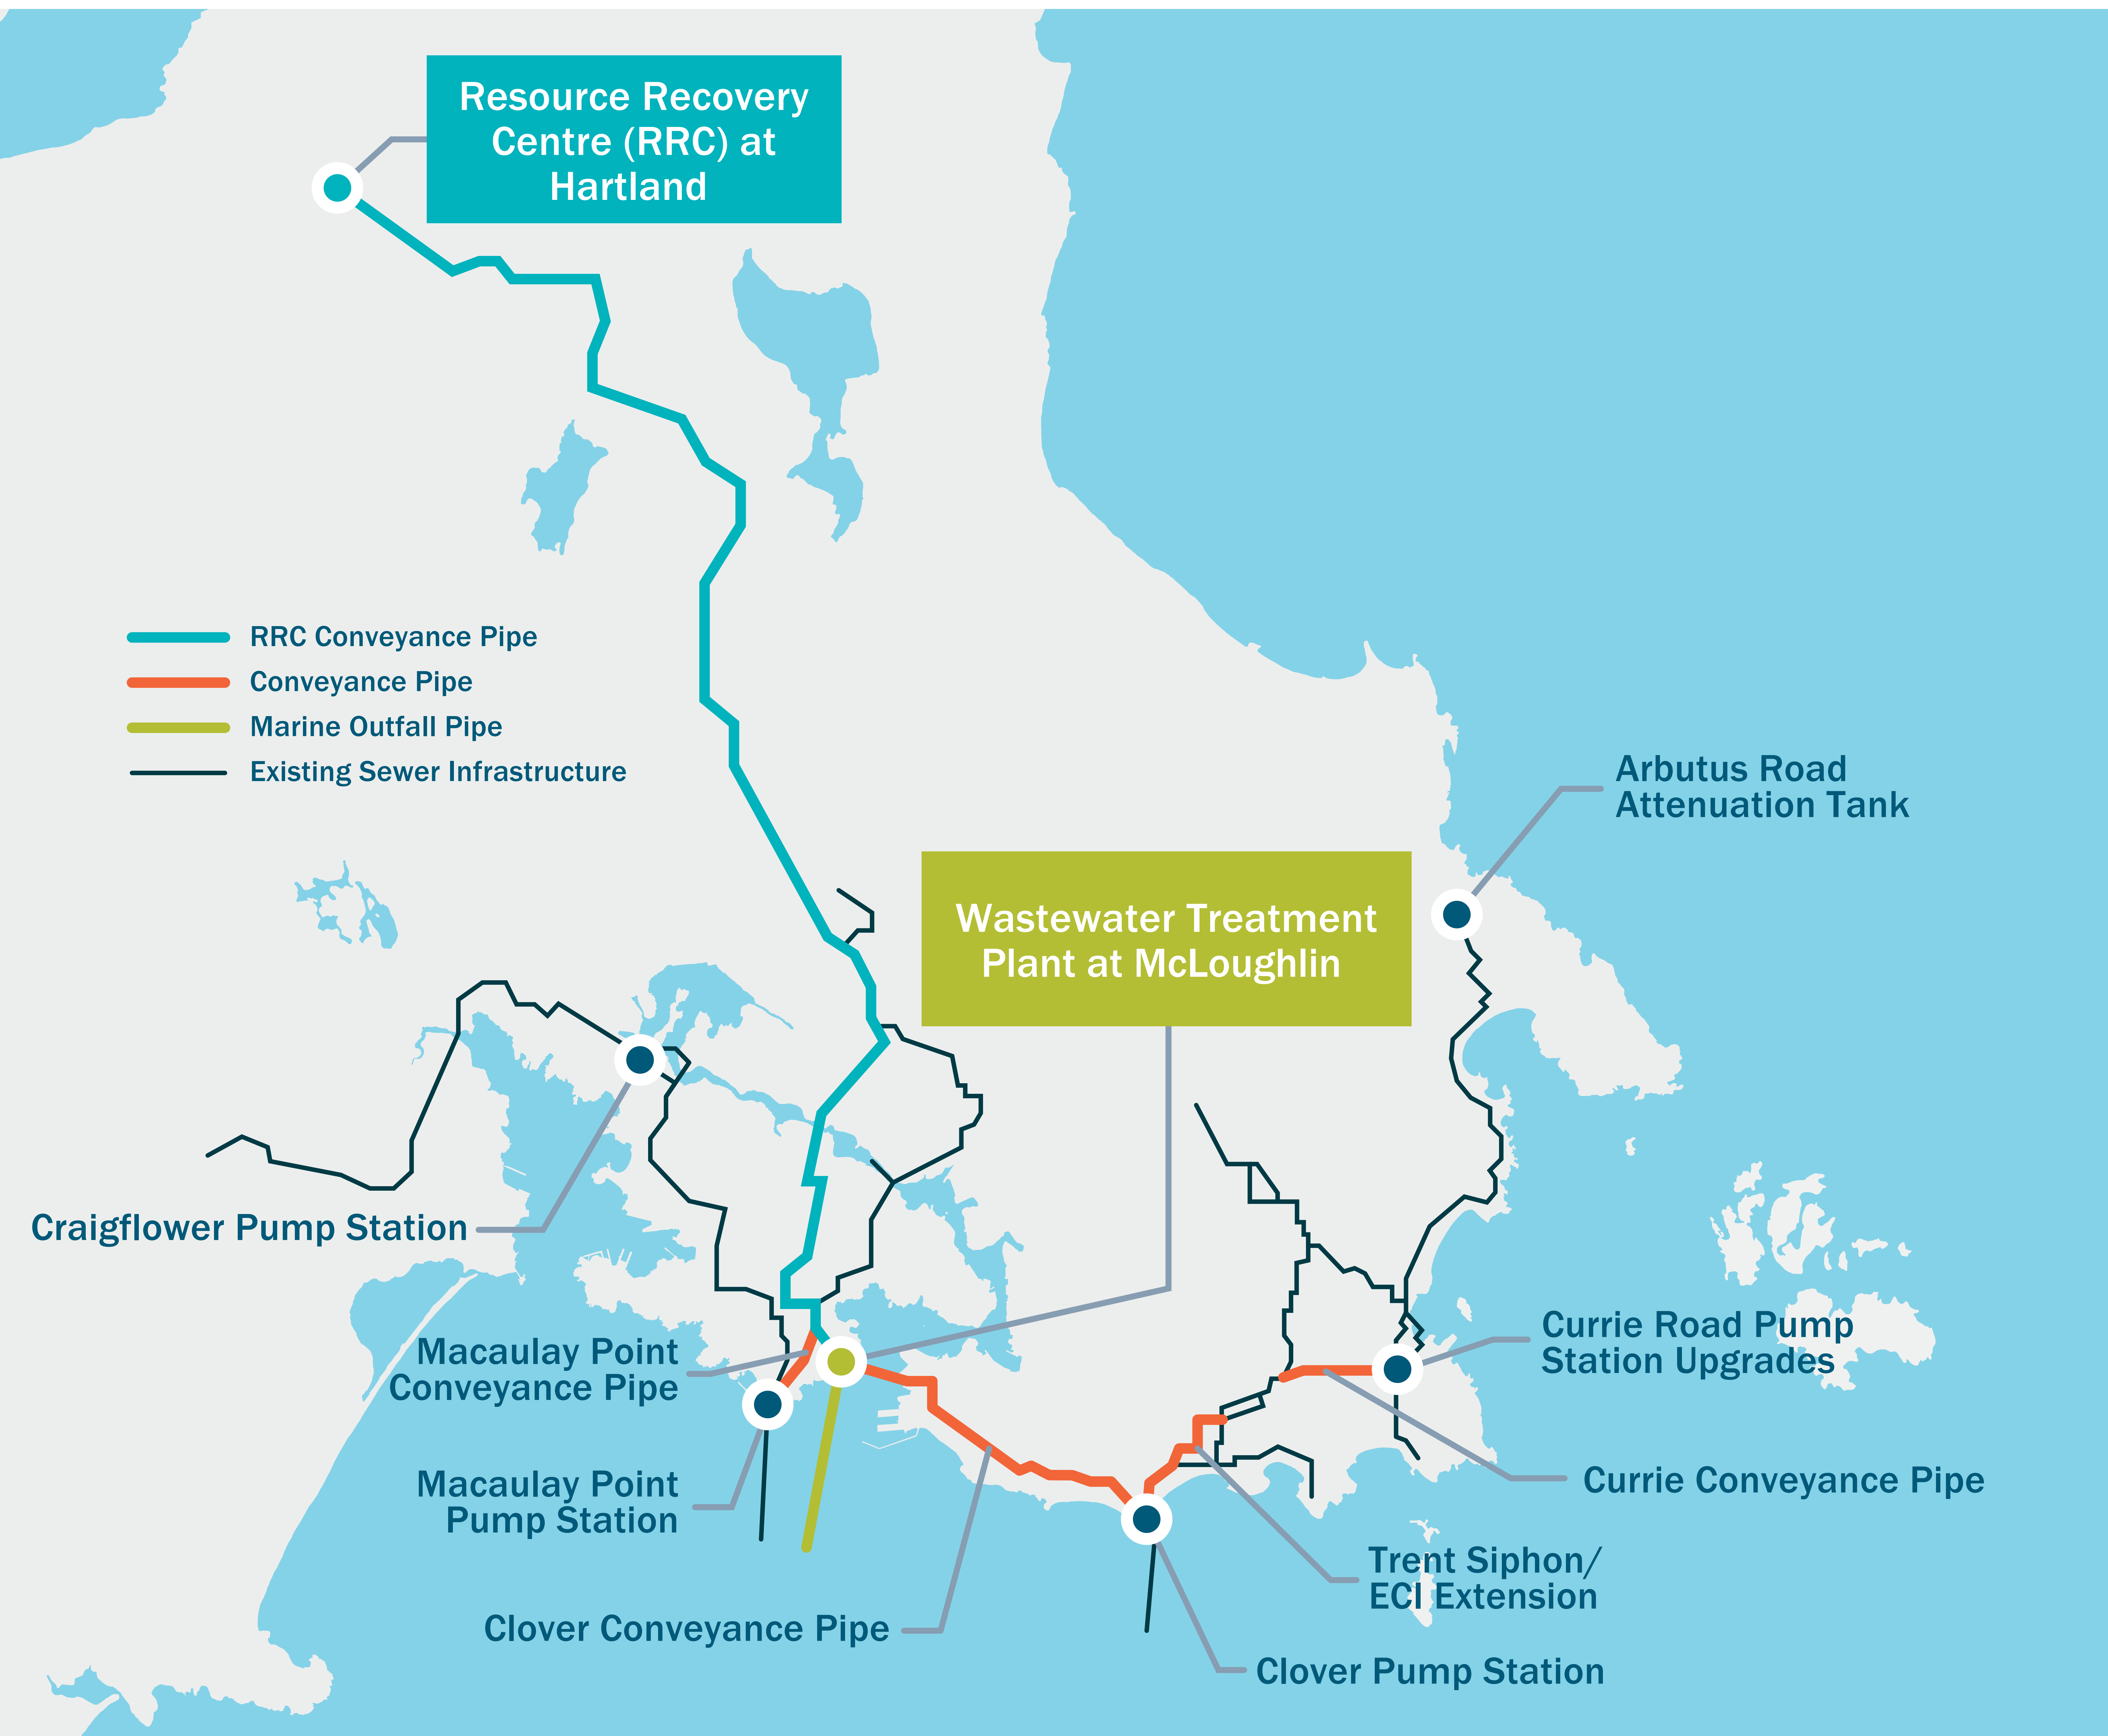 Resource Recovery
Centre (RRC) at
Hartland
RRC Conveyance Pipe
Conveyance Pipe
Marine Outfall Pipe
Existing Sewer Infrastructure
Arbutus Road
Attenuation Tank
Wastewater Treatment
Plant at McLoughlin
Craigflower Pump Station
Macaulay Point
Conveyance Pipe
Currie Road Pump
Station Upgrades
Macaulay Point
Pump Station
Currie Conveyance Pipe
Trent Siphon/
ECI Extension
Clover Conveyance Pipe
Clover Pump Station